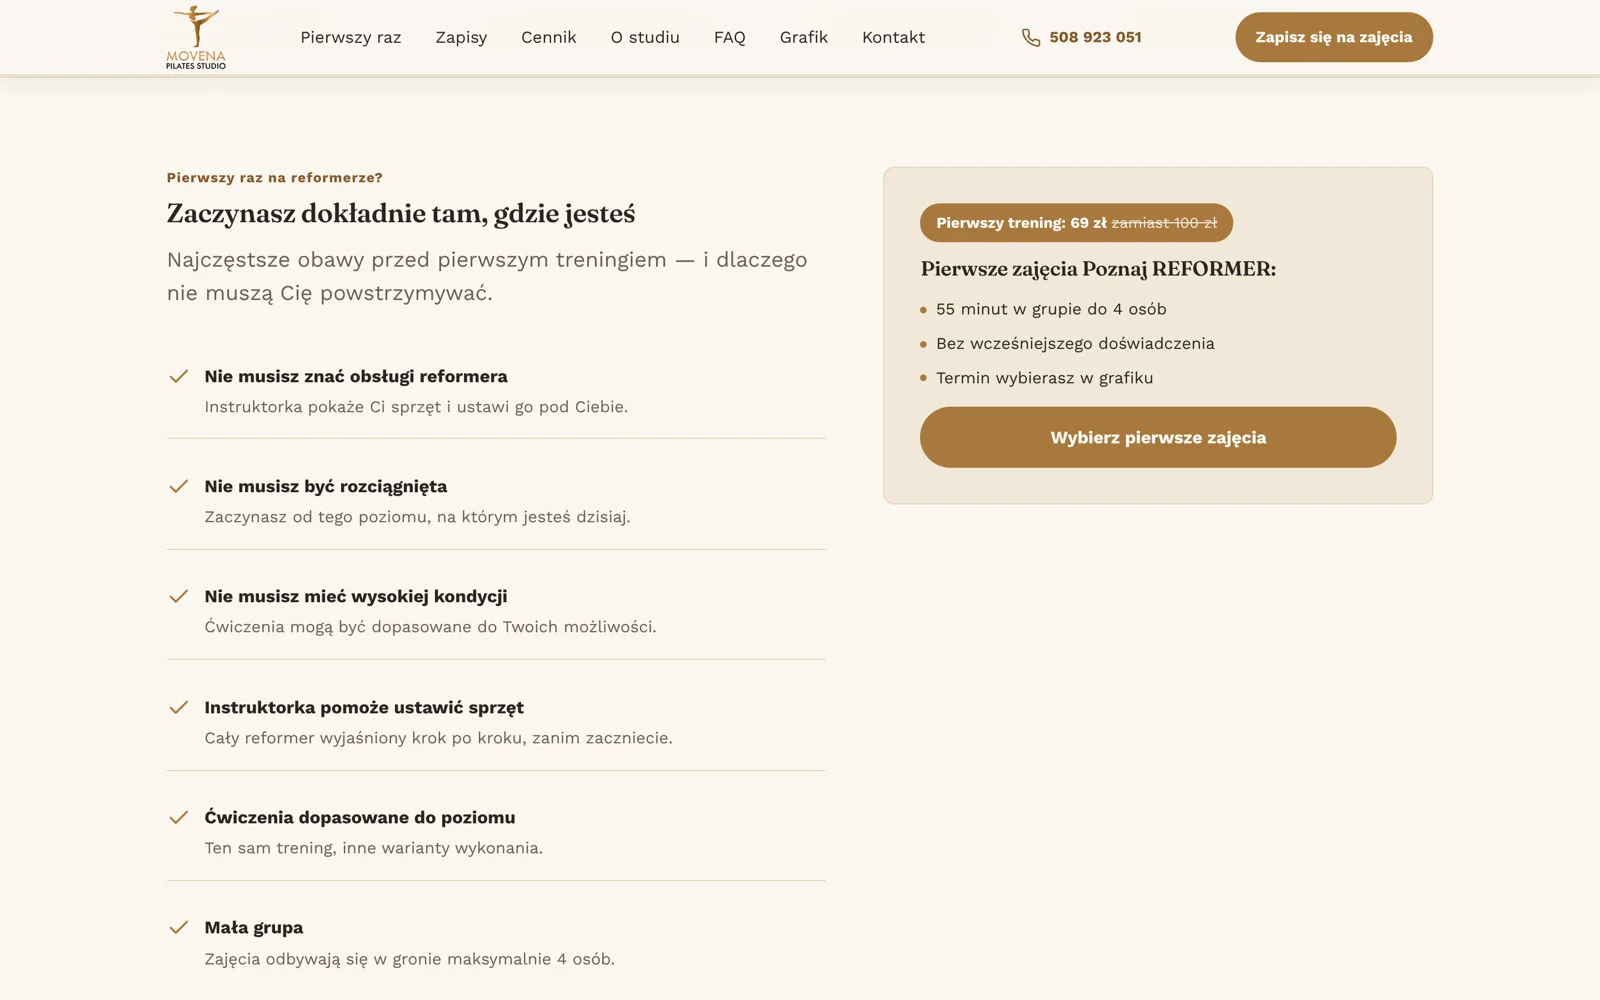 MOVENA
PILATES STUDIO
Pierwszy raz
Zapisy
Cennik
O studiu
FAQ
Grafik
Kontakt
508 923 051
Zapisz się na zajęcia
Pierwszy raz na reformerze?
Zaczynasz dokładnie tam, gdzie jesteś
Najczęstsze obawy przed pierwszym treningiem — i dlaczego
nie muszą Cię powstrzymywać.
Nie musisz znać obsługi reformera
Instruktorka pokaże Ci sprzęt i ustawi go pod Ciebie.
Nie musisz być rozciągnięta
Zaczynasz od tego poziomu, na którym jesteś dzisiaj.
Nie musisz mieć wysokiej kondycji
Ćwiczenia mogą być dopasowane do Twoich możliwości.
Instruktorka pomoże ustawić sprzęt
Cały reformer wyjaśniony krok po kroku, zanim zaczniecie.
Ćwiczenia dopasowane do poziomu
Ten sam trening, inne warianty wykonania.
Mała grupa
Zajęcia odbywają się w gronie maksymalnie 4 osób.
Pierwszy trening: 69 zł zamiast 100 zł
Pierwsze zajęcia Poznaj REFORMER:
55 minut w grupie do 4 osób
Bez wcześniejszego doświadczenia
Termin wybierasz w grafiku
Wybierz pierwsze zajęcia